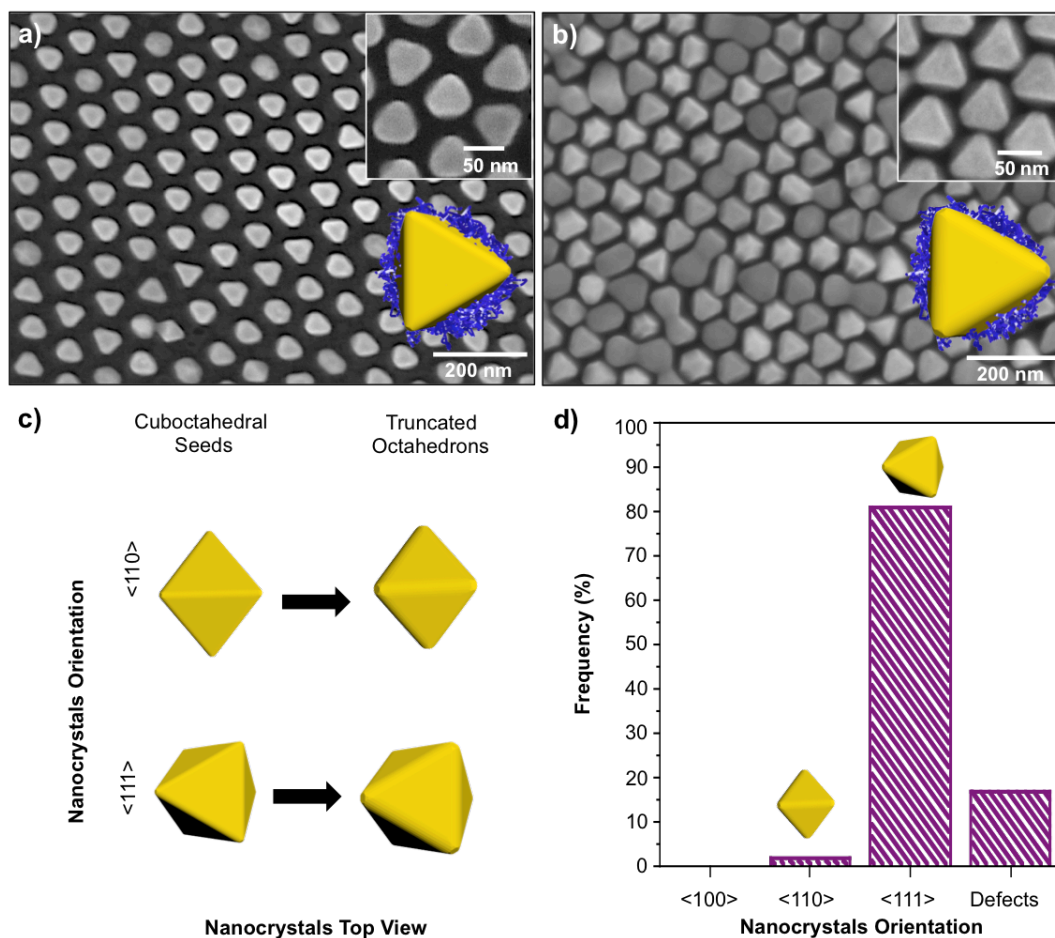 a)
50 nm
200 nm
b)
50 nm
200 nm
c)
Cuboctahedral
Seeds
Truncated
Octahedrons
Nanocrystals Orientation
<110>
<111>
Nanocrystals Top View
d)
Frequency (%)
100
90
80
70
60
50
40
30
20
10
0
<100>
<110>
<111>
Defects
Nanocrystals Orientation